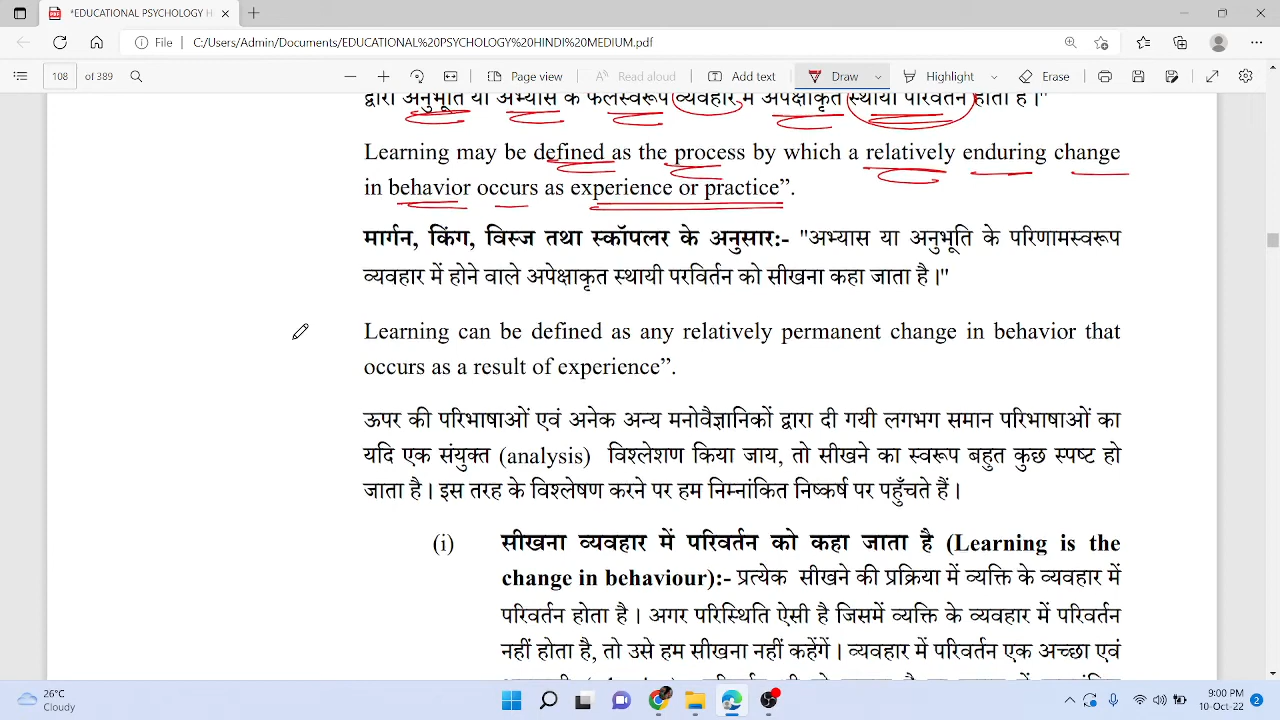 *EDUCATIONAL PSYCHOLOGY H
File C:/Users/Admin/Documents/EDUCATIONAL%20PSYCHOLOGY%20HINDI%20MEDIUM.pdf
108 of 389 Page view Read aloud Add text Draw Highlight Erase
द्वारा अनुभूत या अभ्यास के फलस्वरूप व्यवहार में अपेक्षाकृत स्थायी परिवर्तन होता है।"
Learning may be defined as the process by which a relatively enduring change
in behavior occurs as experience or practice”.
मार्गन, किंग, विस्ज तथा स्कॉपलर के अनुसार:- "अभ्यास या अनुभूति के परिणामस्वरूप
व्यवहार में होने वाले अपेक्षाकृत स्थायी परविर्तन को सीखना कहा जाता है।"
Learning can be defined as any relatively permanent change in behavior that
occurs as a result of experience”.
ऊपर की परिभाषाओं एवं अनेक अन्य मनोवैज्ञानिकों द्वारा दी गयी लगभग समान परिभाषाओं का
यदि एक संयुक्त (analysis) विश्लेशण किया जाय, तो सीखने का स्वरूप बहुत कुछ स्पष्ट हो
जाता है। इस तरह के विश्लेषण करने पर हम निम्नांकित निष्कर्ष पर पहुँचते हैं।
(i) सीखना व्यवहार में परिवर्तन को कहा जाता है (Learning is the
change in behaviour):- प्रत्येक सीखने की प्रक्रिया में व्यक्ति के व्यवहार में
परिवर्तन होता है। अगर परिस्थिति ऐसी है जिसमें व्यक्ति के व्यवहार में परिवर्तन
नहीं होता है, तो उसे हम सीखना नहीं कहेंगें। व्यवहार में परिवर्तन एक अच्छा एवं
26°C
Cloudy
9:00 PM
10-Oct-22
2